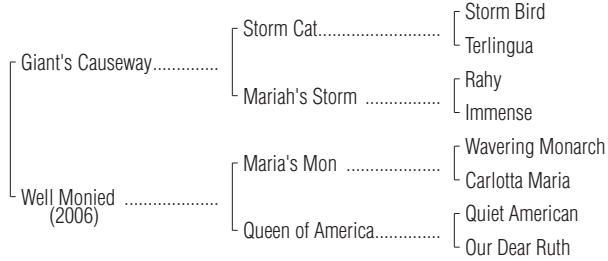 Storm Bird
Storm Cat..........................
Terlingua
Giant's Causeway..............
Rahy
Mariah's Storm ................
Immense
Wavering Monarch
Maria's Mon ....................
Carlotta Maria
Well Monied ....................
(2006)
Quiet American
Queen of America..............
Our Dear Ruth